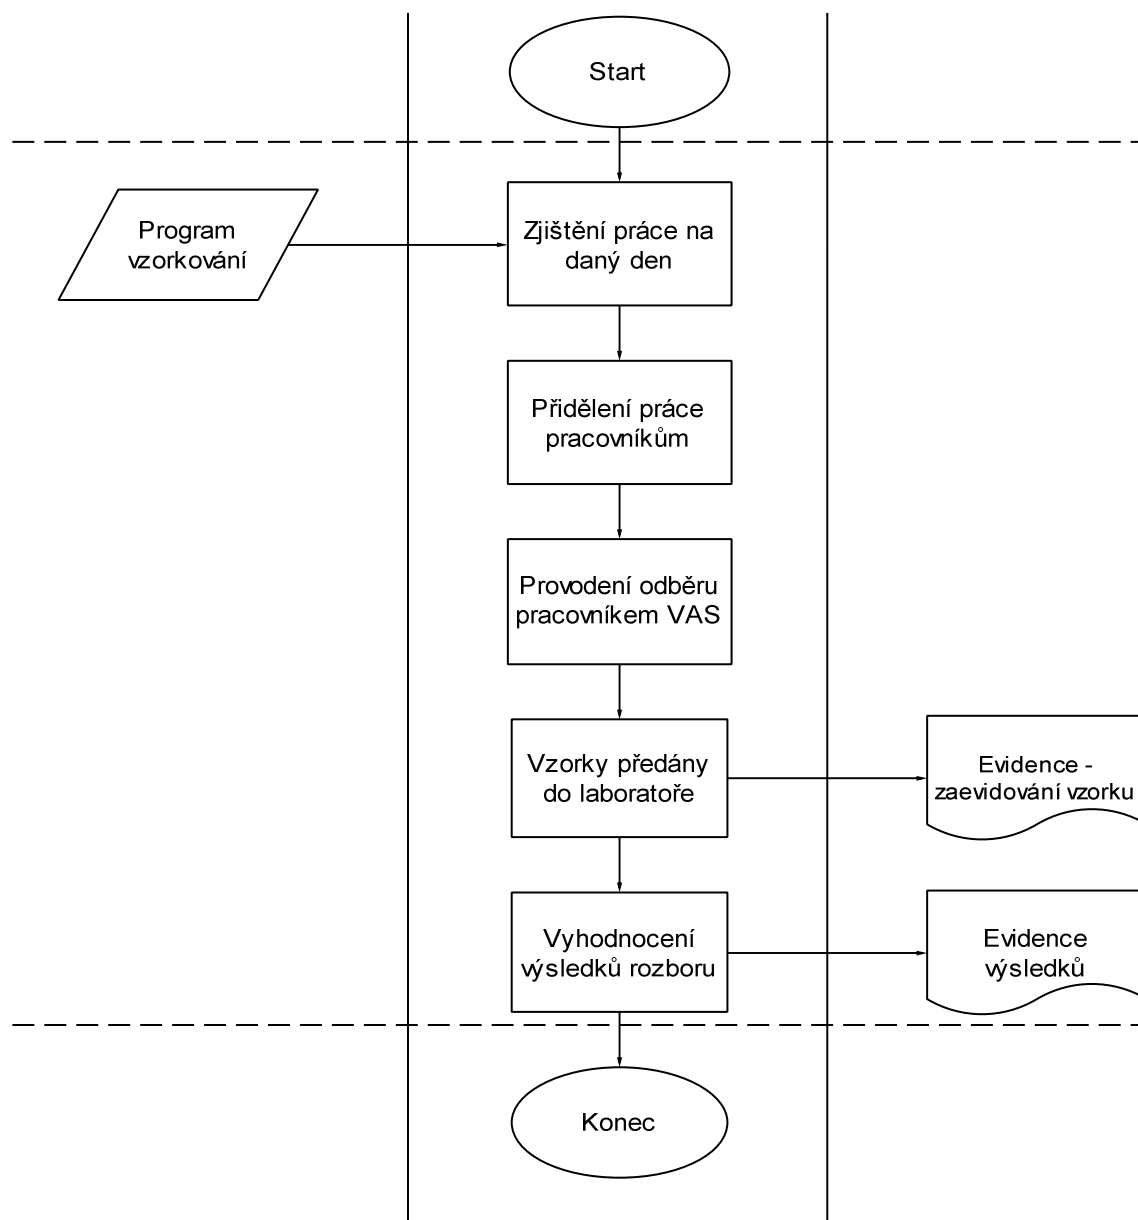 Start
Program
vzorkování
Zjištění práce na
daný den
Přidělení práce
pracovníkům
Provodení odběru
pracovníkem VAS
Vzorky předány
do laboratoře
Evidence -
zaevidování vzorku
Vyhodnocení
výsledků rozboru
Evidence
výsledků
Konec